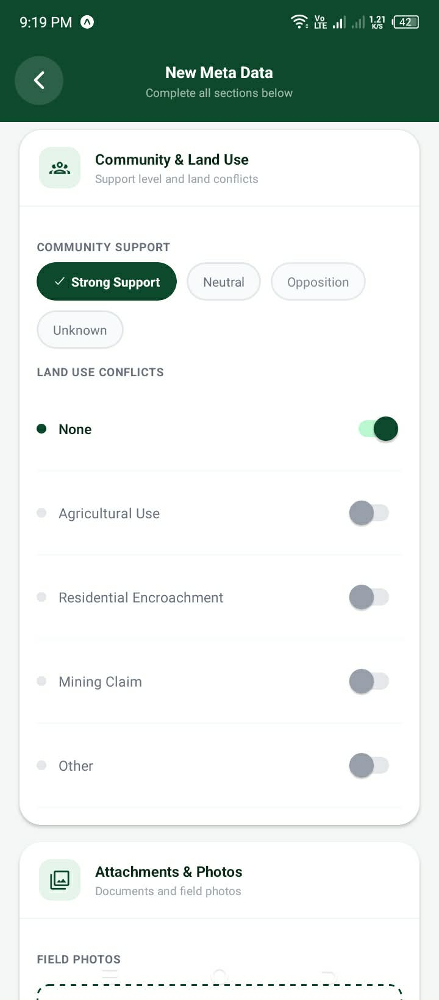 9:19 PM
Vo LTE 1.21 K/S 42
New Meta Data
Complete all sections below
Community & Land Use
Support level and land conflicts
COMMUNITY SUPPORT
Strong Support Neutral Opposition
Unknown
LAND USE CONFLICTS
None
Agricultural Use
Residential Encroachment
Mining Claim
Other
Attachments & Photos
Documents and field photos
FIELD PHOTOS